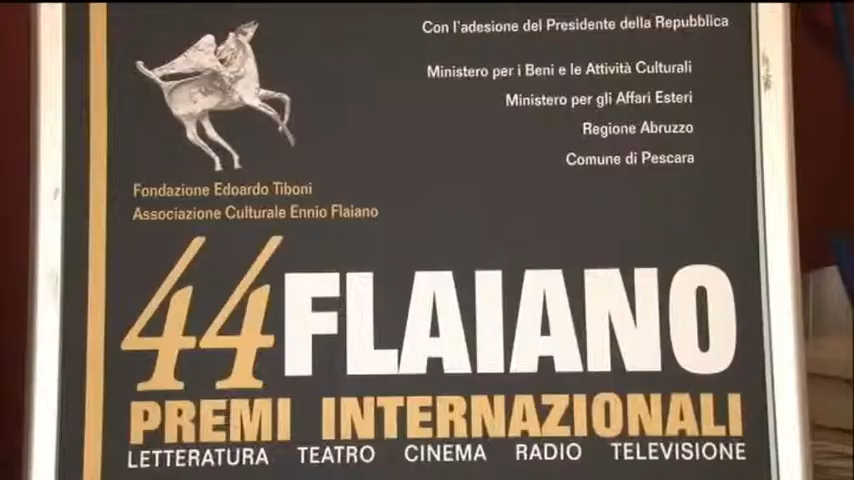 Con l'adesione del Presidente della Repubblica
Ministero per i Beni e le Attività Culturali
Ministero per gli Affari Esteri
Regione Abruzzo
Comune di Pescara
Fondazione Edoardo Tiboni
Associazione Culturale Ennio Flaiano
44 FLAIANO
PREMI INTERNAZIONALI
LETTERATURA TEATRO CINEMA RADIO TELEVISIONE